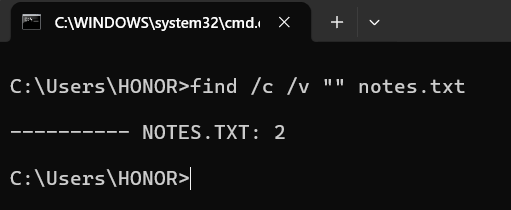 C:\WINDOWS\system32\cmd.e
C:\Users\HONOR>find /c /v "" notes.txt
---------- NOTES.TXT: 2
C:\Users\HONOR>